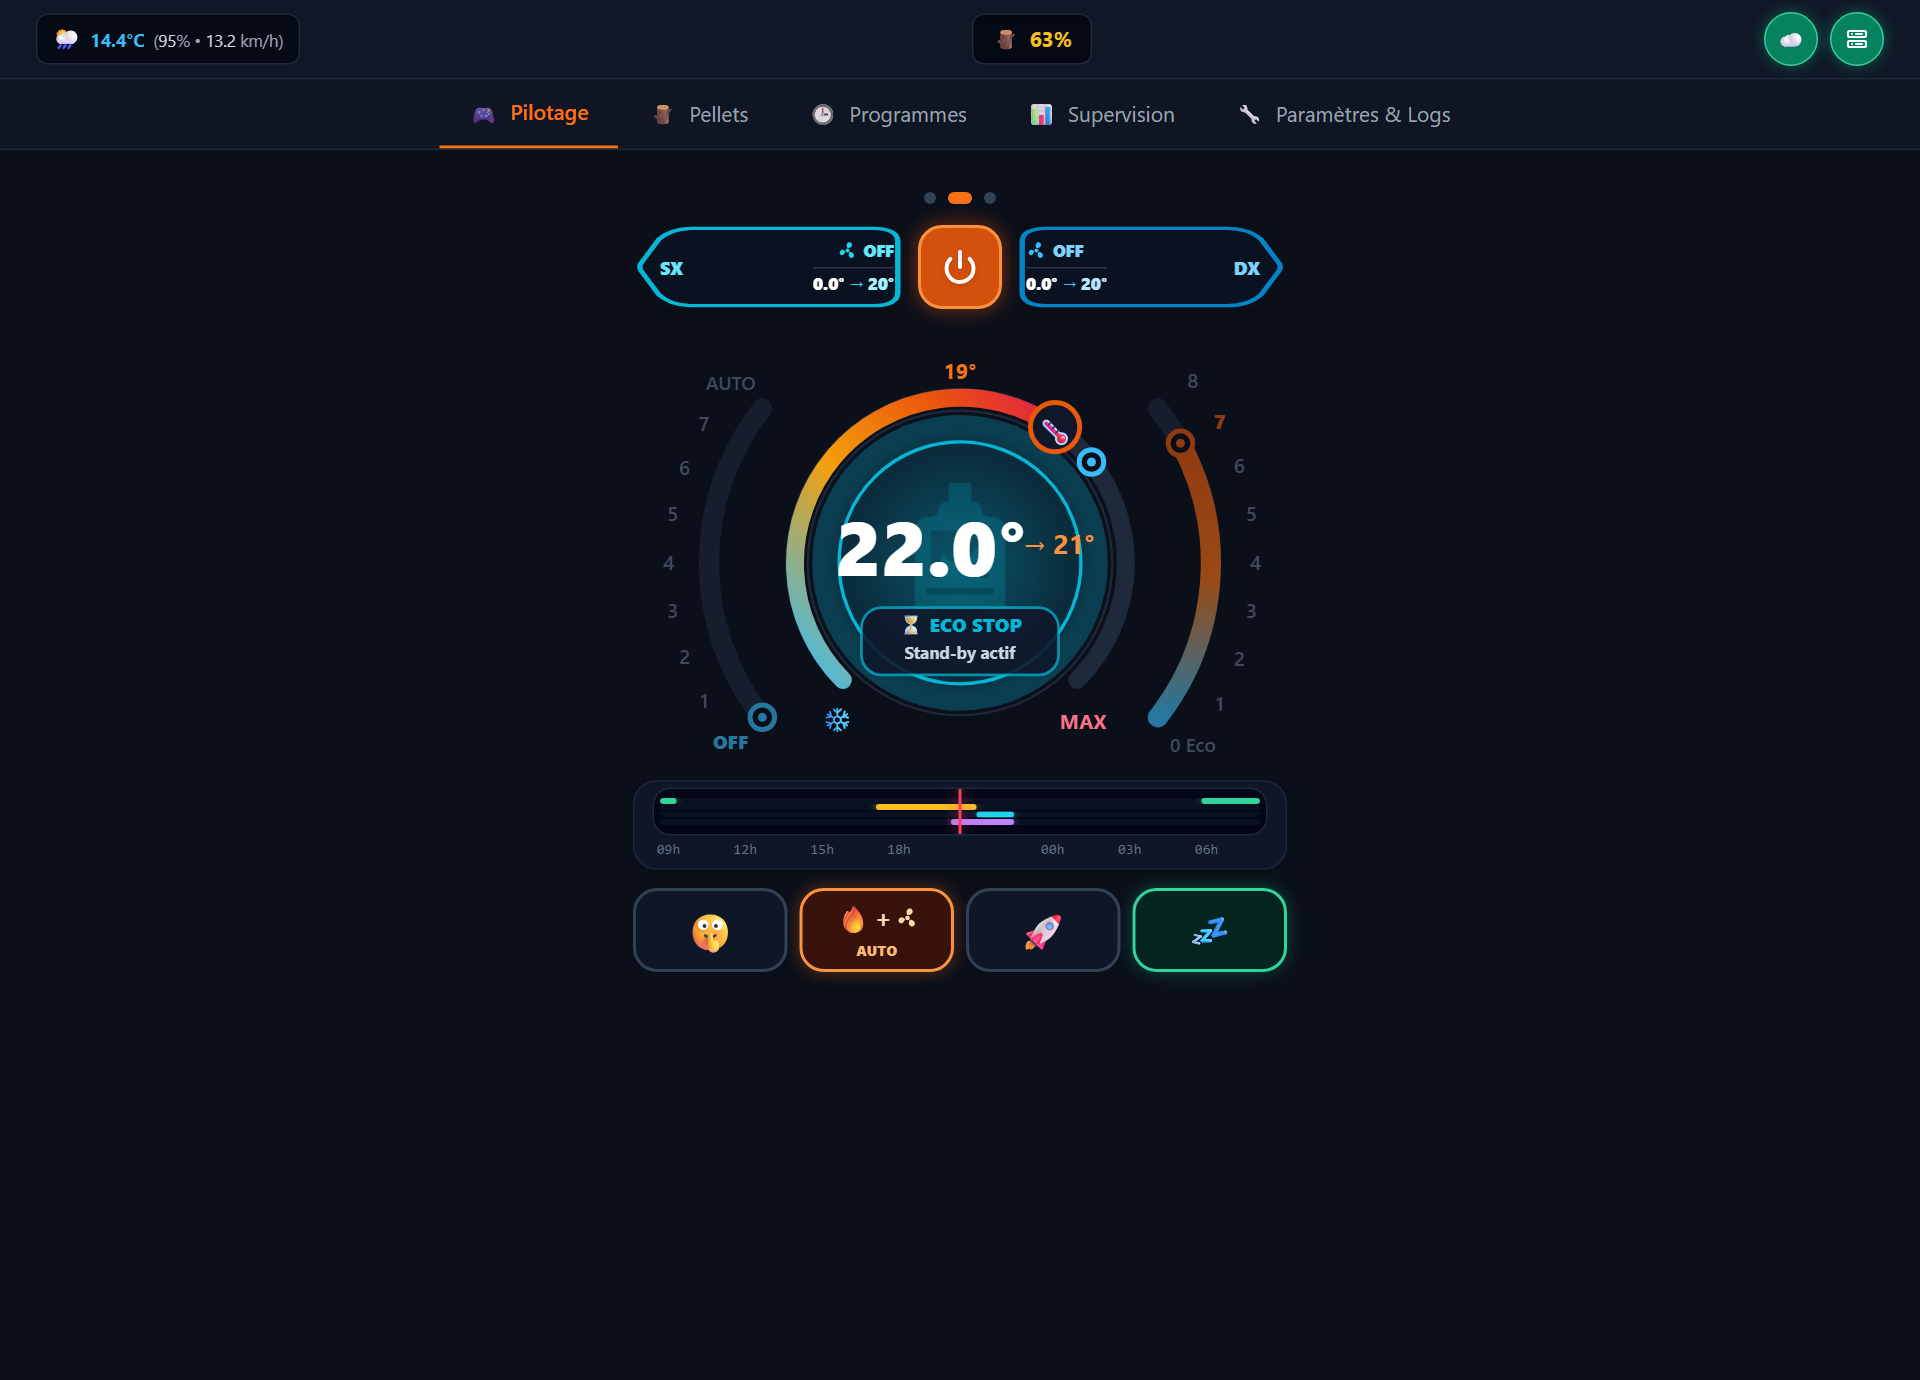 14.4°C (95% • 13.2 km/h)
63%
Pilotage
Pellets
Programmes
Supervision
Paramètres & Logs
SX
OFF
0.0° → 20°
OFF
0.0° → 20°
DX
AUTO
7
6
5
4
3
2
1
OFF
19°
22.0° → 21°
ECO STOP
Stand-by actif
MAX
8
7
6
5
4
3
2
1
0 Eco
09h 12h 15h 18h 00h 03h 06h
+
AUTO
zzZ